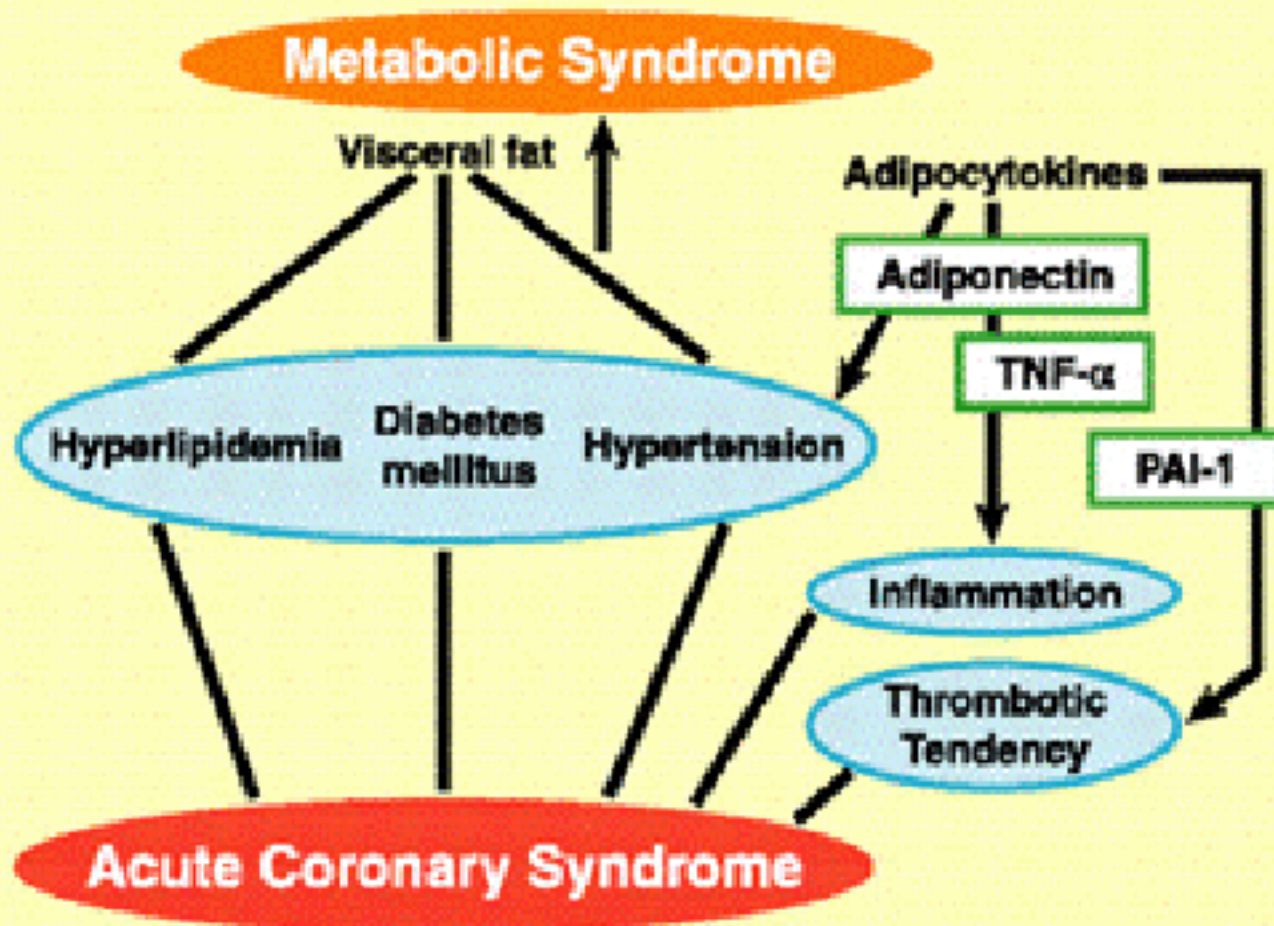 Metabolic Syndrome
Visceral fat
Adipocytokines
Adiponectin
TNF-α
Hyperlipidemia
Diabetes
mellitus
Hypertension
PAI-1
Inflammation
Thrombotic
Tendency
Acute Coronary Syndrome